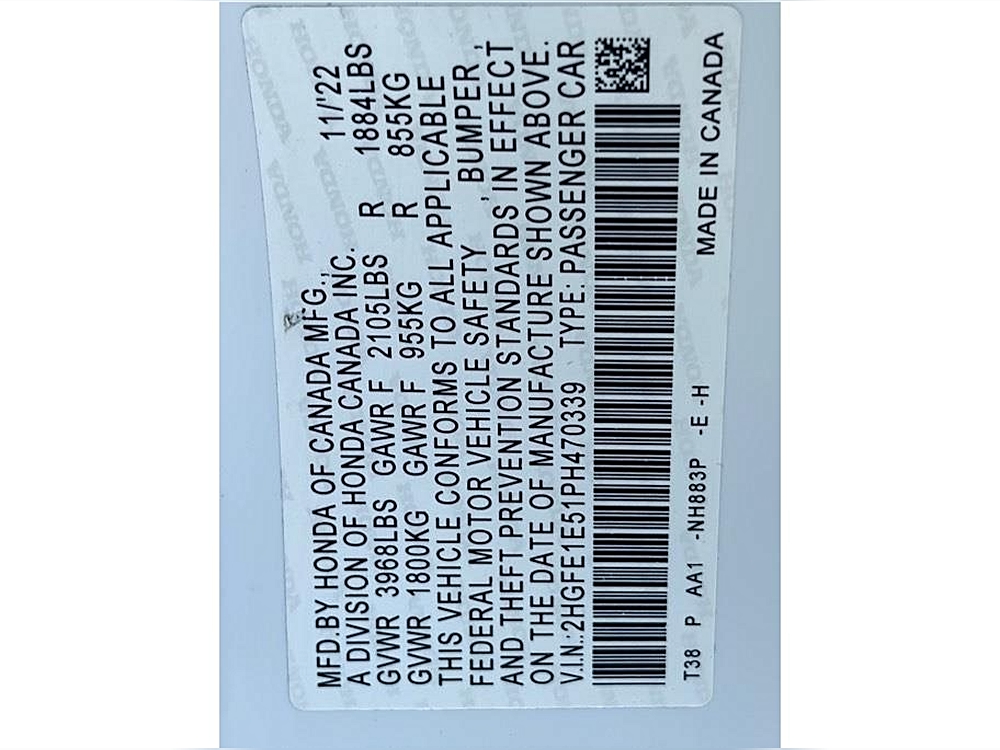 MFD.BY HONDA OF CANADA MFG., 11/'22
A DIVISION OF HONDA CANADA INC.
GVWR 3968LBS GAWR F 2105LBS R 1884LBS
GVWR 1800KG GAWR F 955KG R 855KG
THIS VEHICLE CONFORMS TO ALL APPLICABLE
FEDERAL MOTOR VEHICLE SAFETY , BUMPER ,
AND THEFT PREVENTION STANDARDS IN EFFECT
ON THE DATE OF MANUFACTURE SHOWN ABOVE.
V.I.N.:2HGFE1E51PH470339 TYPE: PASSENGER CAR
T38 P AA1 -NH883P -E -H MADE IN CANADA